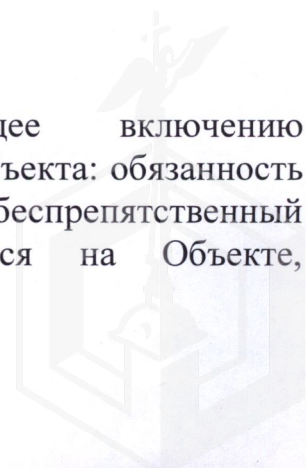 щее включению
ъекта: обязанность
беспрепятственный
ся на Объекте,